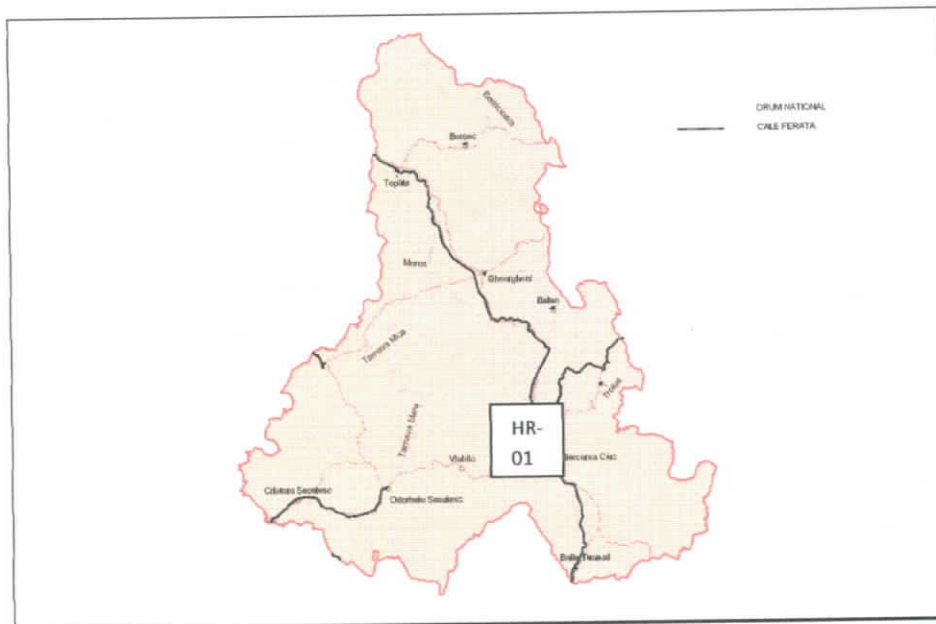 DRUM NATIONAL
CALE FERATA
Borsec
Toplita
Mures
Gheorgheni
Balan
Tarnava Mica
Trotus
Tarnava Mare
HR-
01
Vlahita
Miercurea Ciuc
Cristuru Secuiesc
Odorheiu Secuiesc
Baile Tusnad